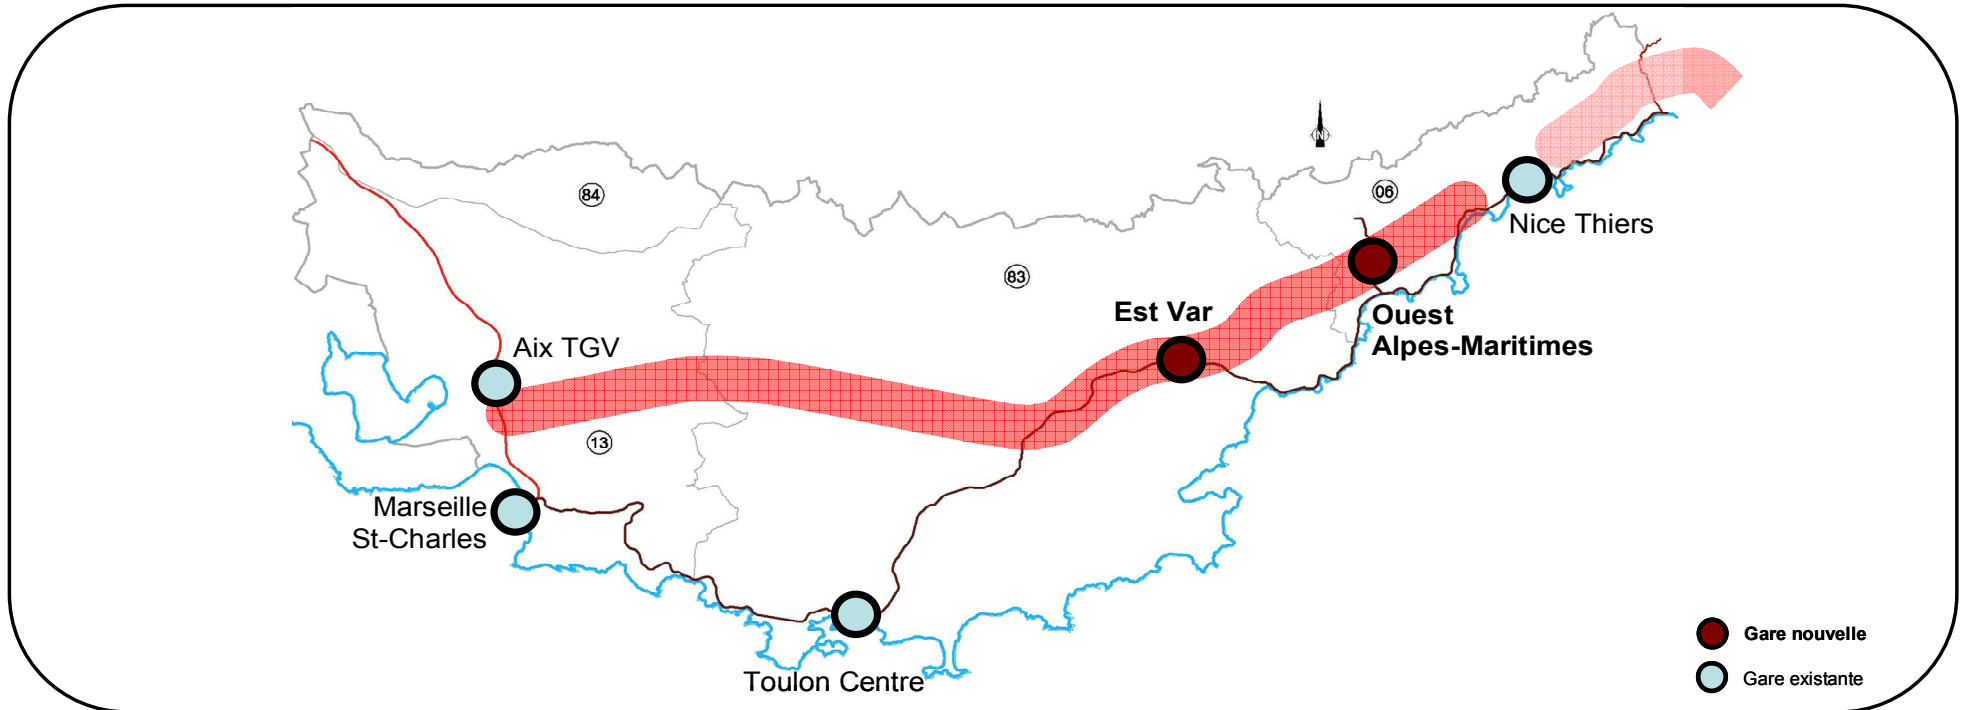 N
84
06
Nice Thiers
83
Est Var
Ouest
Alpes-Maritimes
Aix TGV
13
Marseille
St-Charles
Toulon Centre
Gare nouvelle
Gare existante